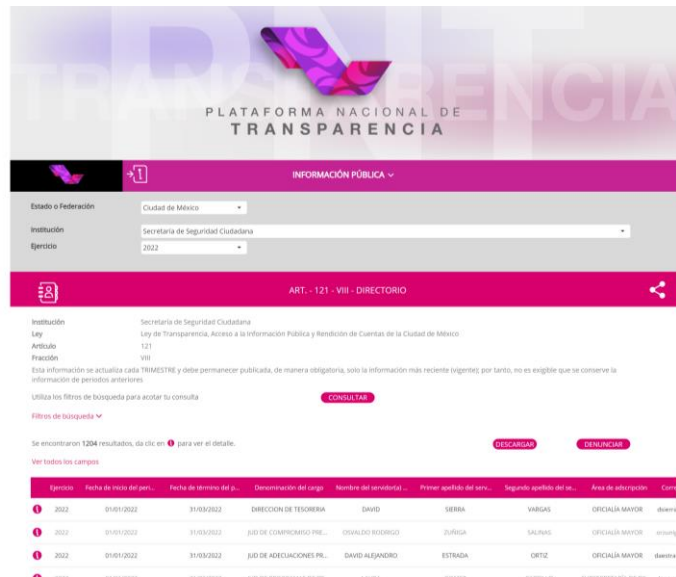 PNT
TRANSPARENCIA
PLATAFORMA NACIONAL DE
TRANSPARENCIA
INFORMACIÓN PÚBLICA
Estado o Federación Ciudad de México
Institución Secretaría de Seguridad Ciudadana
Ejercicio 2022
ART. - 121 - VIII - DIRECTORIO
Institución Secretaría de Seguridad Ciudadana
Ley Ley de Transparencia, Acceso a la Información Pública y Rendición de Cuentas de la Ciudad de México
Artículo 121
Fracción VIII
Esta información se actualiza cada TRIMESTRE y debe permanecer publicada, de manera obligatoria, solo la información más reciente (vigente); por tanto, no es exigible que se conserve la
información de periodos anteriores
Utiliza los filtros de búsqueda para acotar tu consulta CONSULTAR
Filtros de búsqueda
Se encontraron 1204 resultados, da clic en i para ver el detalle. DESCARGAR DENUNCIAR
Ver todos los campos
Ejercicio Fecha de inicio del peri... Fecha de término del p... Denominación del cargo Nombre del servidor(a) ... Primer apellido del serv... Segundo apellido del se... Área de adscripción Corre
2022 01/01/2022 31/03/2022 DIRECCION DE TESORERIA DAVID SIERRA VARGAS OFICIALÍA MAYOR
2022 01/01/2022 31/03/2022 JUD DE COMPROMISO PRE... OSVALDO RODRIGO ZUÑIGA SALINAS OFICIALÍA MAYOR
2022 01/01/2022 31/03/2022 JUD DE ADECUACIONES PR... DAVID ALEJANDRO ESTRADA ORTIZ OFICIALÍA MAYOR